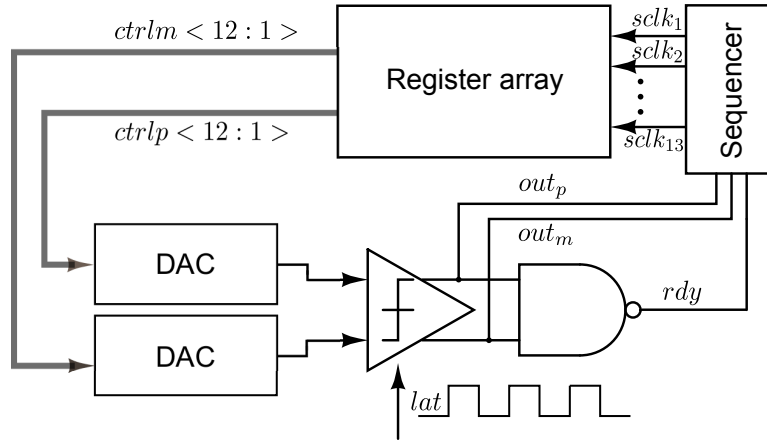 ctrlm < 12 : 1 >
Register array
sclk₁
sclk₂
sclk₁₃
Sequencer
ctrlp < 12 : 1 >
outₚ
outₘ
DAC
DAC
rdy
lat